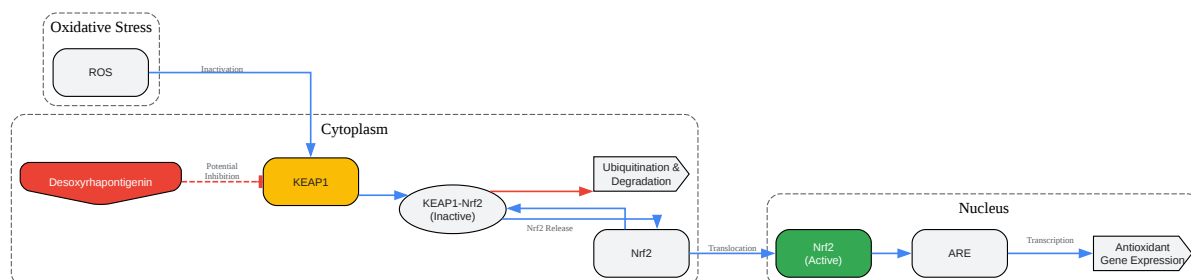 Oxidative Stress
ROS
Inactivation
Cytoplasm
Desoxyrhapontigenin
Potential
Inhibition
KEAP1
KEAP1-Nrf2
(Inactive)
Ubiquitination &
Degradation
Nrf2 Release
Nrf2
Translocation
Nucleus
Nrf2
(Active)
ARE
Transcription
Antioxidant
Gene Expression